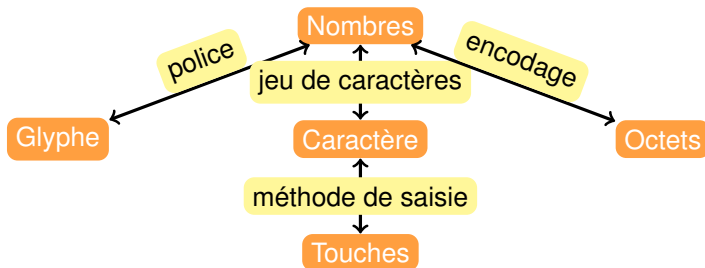 Nombres
police
encodage
jeu de caractères
Glyphe
Caractère
Octets
méthode de saisie
Touches